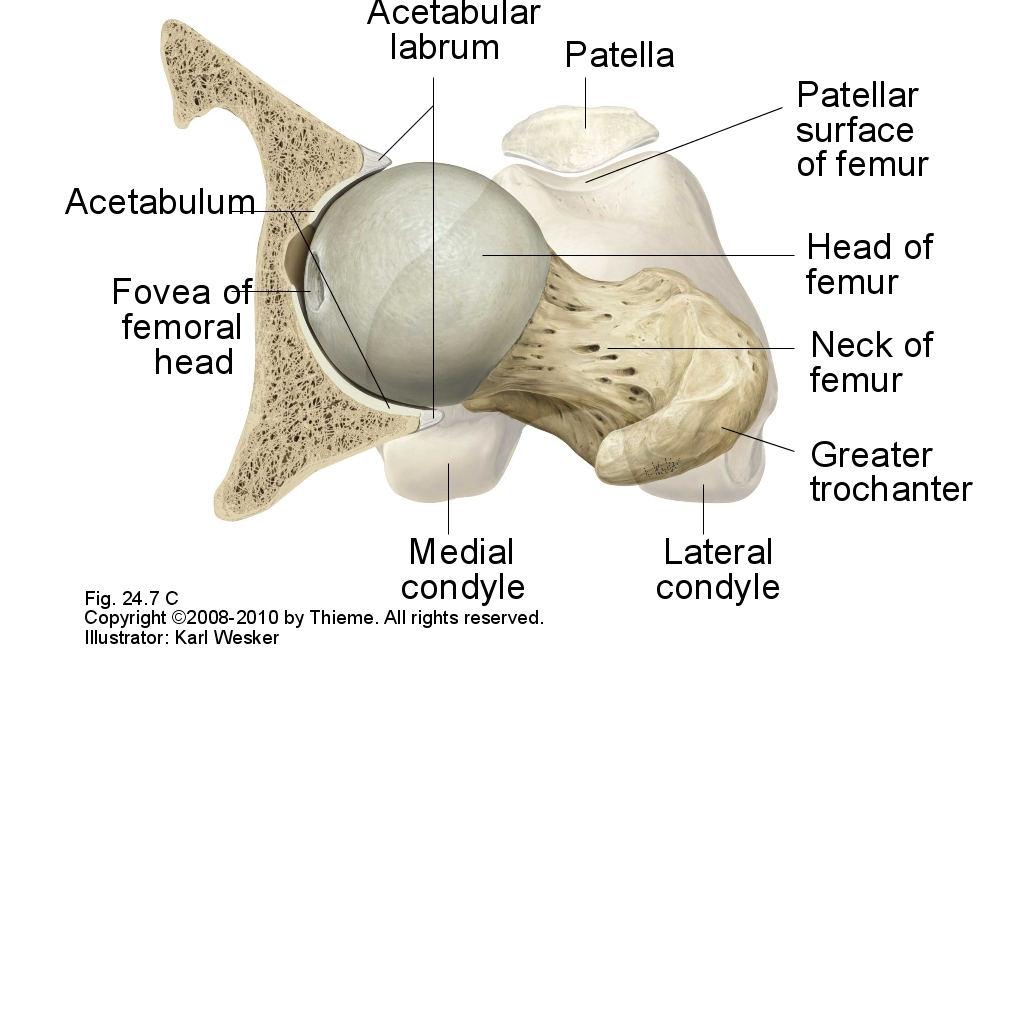 Acetabular
labrum
Patella
Patellar
surface
of femur
Acetabulum
Head of
femur
Fovea of
femoral
head
Neck of
femur
Greater
trochanter
Medial
condyle
Lateral
condyle
Fig. 24.7 C
Copyright ©2008-2010 by Thieme. All rights reserved.
Illustrator: Karl Wesker